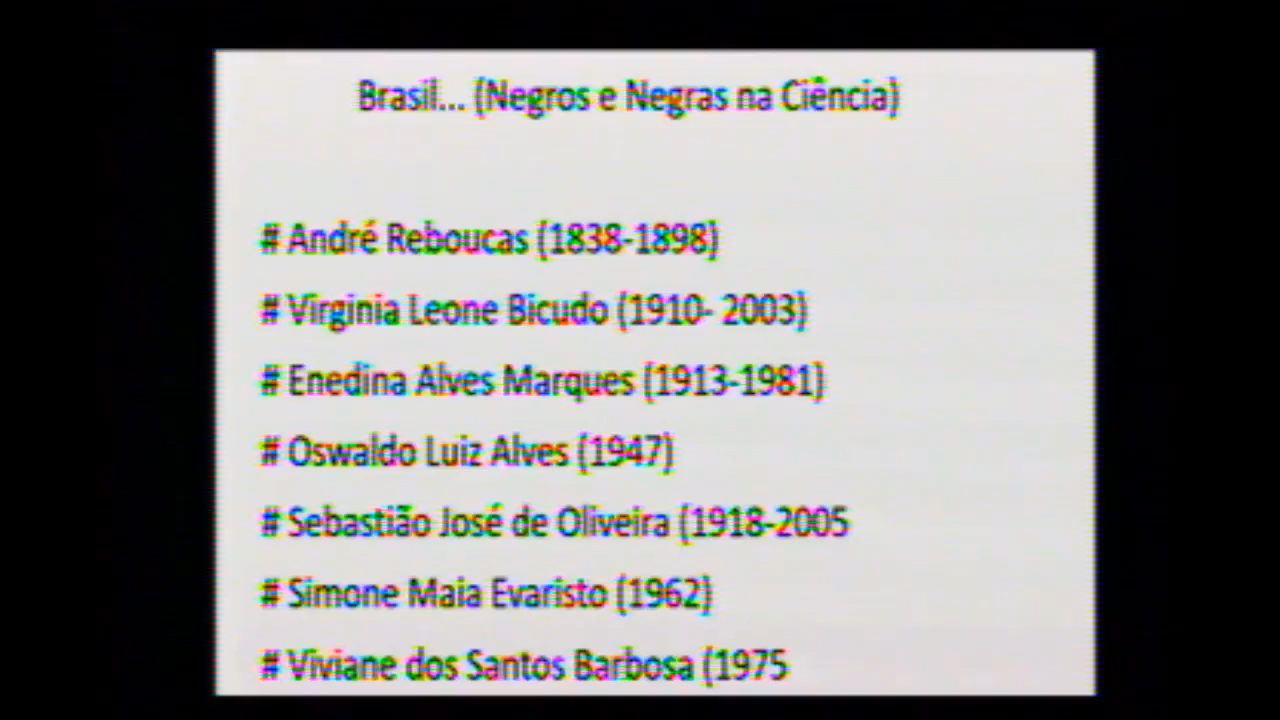 Brasil... (Negros e Negras na Ciência)
# André Reboucas (1838-1898)
# Virginia Leone Bicudo (1910- 2003)
# Enedina Alves Marques (1913-1981)
# Oswaldo Luiz Alves (1947)
# Sebastião José de Oliveira (1918-2005
# Simone Maia Evaristo (1962)
# Viviane dos Santos Barbosa (1975